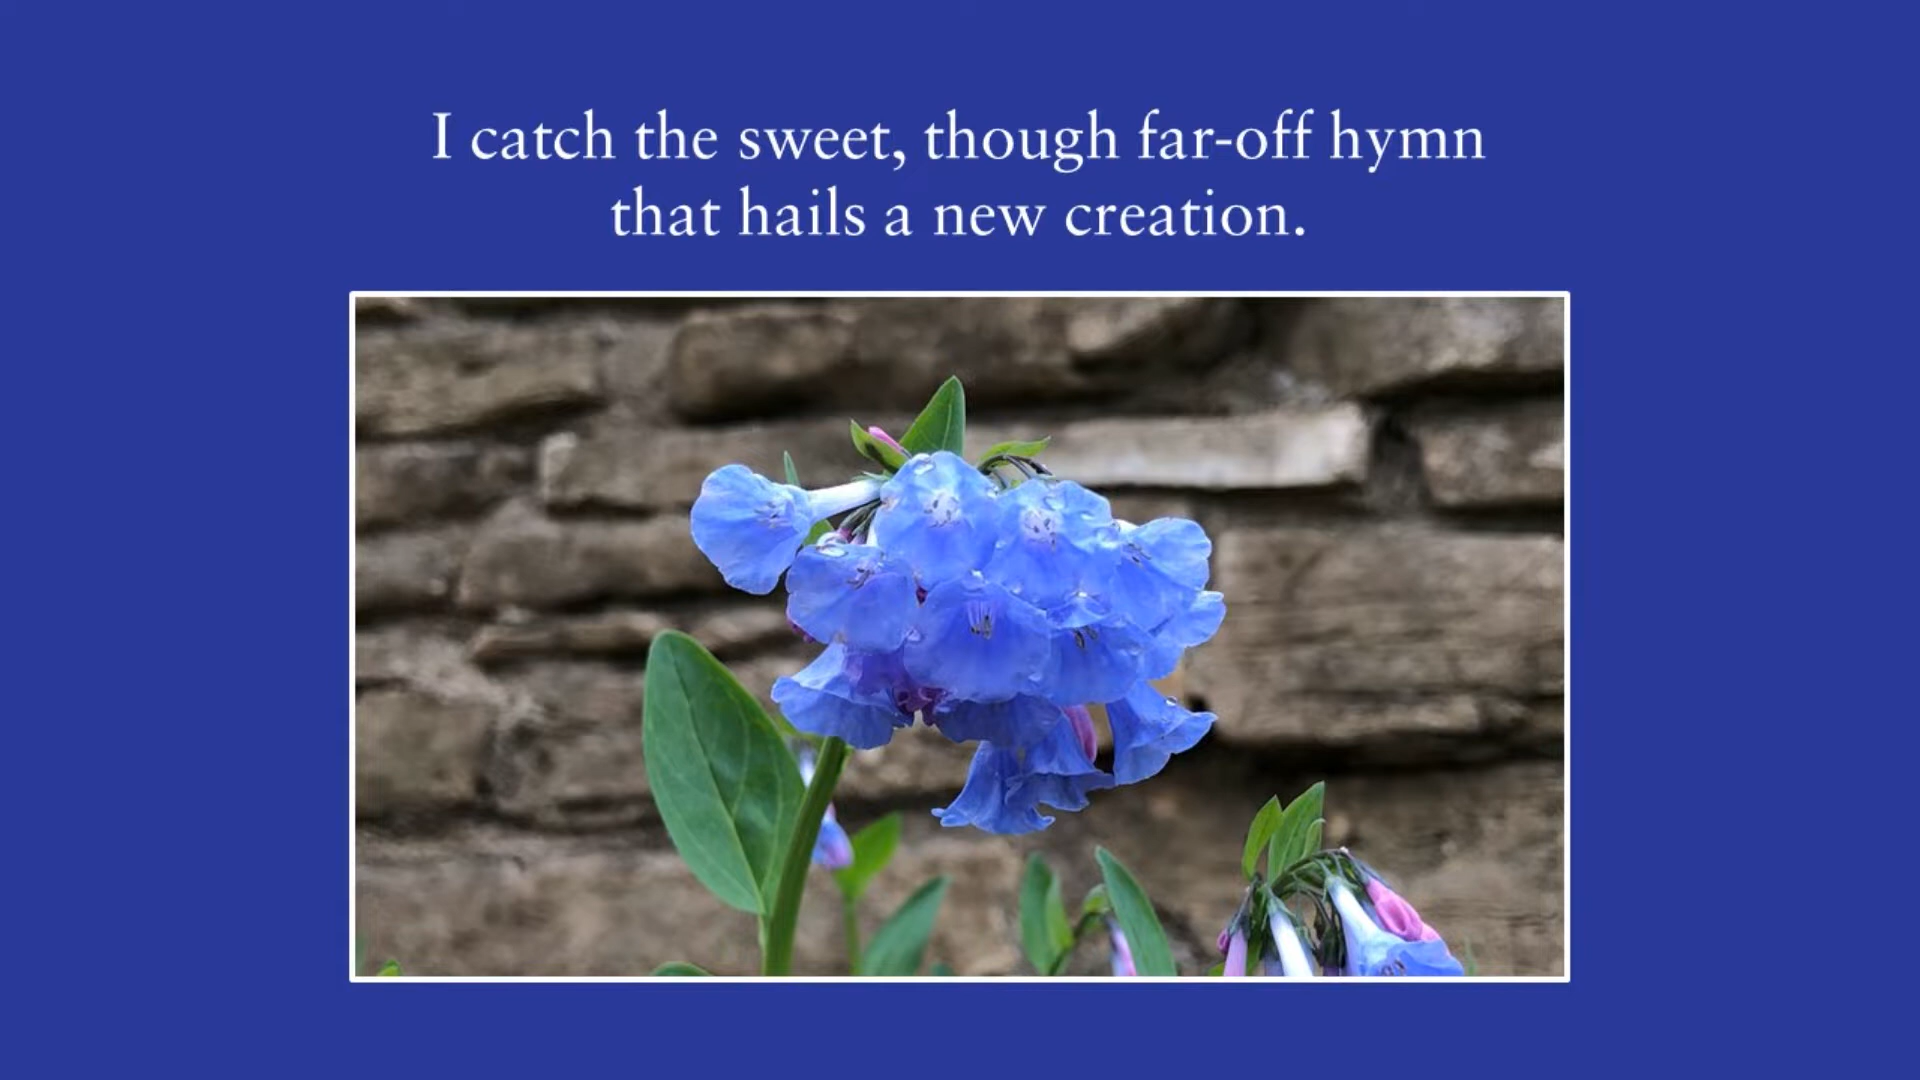 I catch the sweet, though far-off hymn
that hails a new creation.